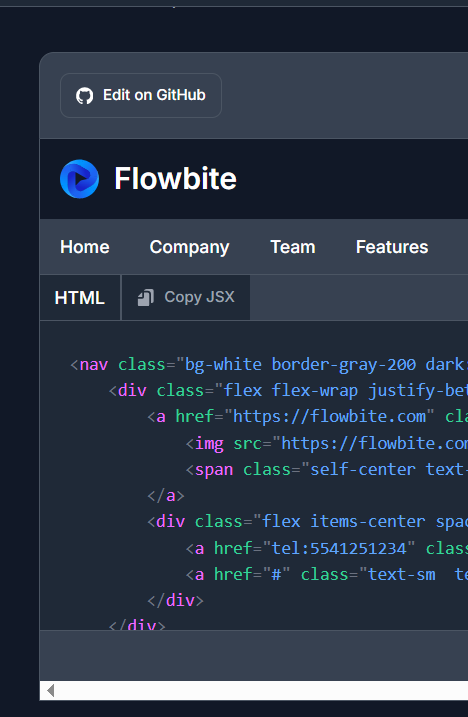 Edit on GitHub
Flowbite
Home Company Team Features
HTML Copy JSX
<nav class="bg-white border-gray-200 dark:
<div class="flex flex-wrap justify-bet
<a href="https://flowbite.com" cla
<img src="https://flowbite.com
<span class="self-center text-
</a>
<div class="flex items-center spac
<a href="tel:5541251234" class
<a href="#" class="text-sm  te
</div>
</div>